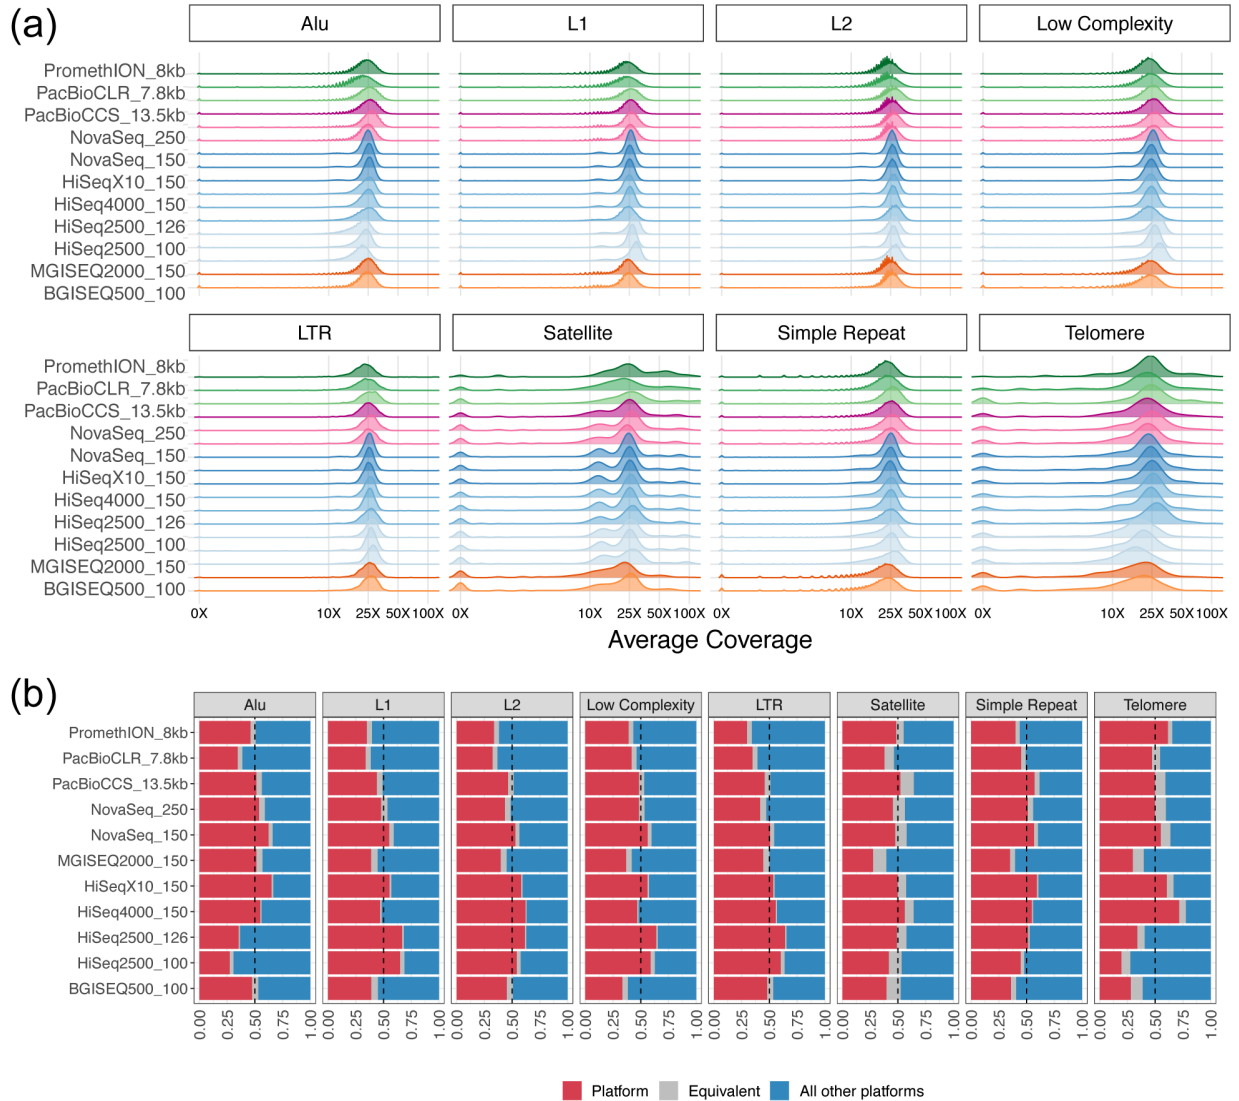 (a)
Alu L1 L2 Low Complexity
PromethION_8kb
PacBioCLR_7.8kb
PacBioCCS_13.5kb
NovaSeq_250
NovaSeq_150
HiSeqX10_150
HiSeq4000_150
HiSeq2500_126
HiSeq2500_100
MGISEQ2000_150
BGISEQ500_100
LTR Satellite Simple Repeat Telomere
PromethION_8kb
PacBioCLR_7.8kb
PacBioCCS_13.5kb
NovaSeq_250
NovaSeq_150
HiSeqX10_150
HiSeq4000_150
HiSeq2500_126
HiSeq2500_100
MGISEQ2000_150
BGISEQ500_100
0X 10X 25X 50X100X 0X 10X 25X 50X100X 0X 10X 25X 50X100X 0X 10X 25X 50X100X
Average Coverage
(b)
Alu L1 L2 Low Complexity LTR Satellite Simple Repeat Telomere
PromethION_8kb
PacBioCLR_7.8kb
PacBioCCS_13.5kb
NovaSeq_250
NovaSeq_150
MGISEQ2000_150
HiSeqX10_150
HiSeq4000_150
HiSeq2500_126
HiSeq2500_100
BGISEQ500_100
0.00 0.25 0.50 0.75 1.00 0.00 0.25 0.50 0.75 1.00 0.00 0.25 0.50 0.75 1.00 0.00 0.25 0.50 0.75 1.00 0.00 0.25 0.50 0.75 1.00 0.00 0.25 0.50 0.75 1.00 0.00 0.25 0.50 0.75 1.00 0.00 0.25 0.50 0.75 1.00
Platform Equivalent All other platforms